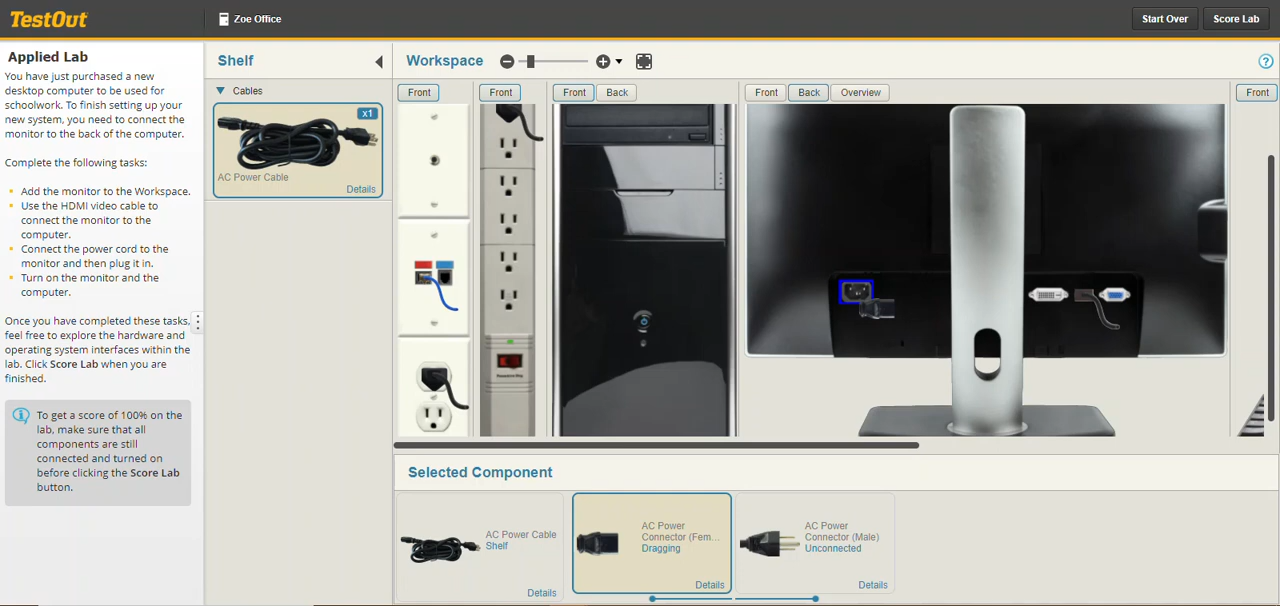 TestOut
Zoe Office
Start Over
Score Lab
Applied Lab
You have just purchased a new
desktop computer to be used for
schoolwork. To finish setting up your
new system, you need to connect the
monitor to the back of the computer.
Complete the following tasks:
Add the monitor to the Workspace.
Use the HDMI video cable to
connect the monitor to the
computer.
Connect the power cord to the
monitor and then plug it in.
Turn on the monitor and the
computer.
Once you have completed these tasks,
feel free to explore the hardware and
operating system interfaces within the
lab. Click Score Lab when you are
finished.
To get a score of 100% on the
lab, make sure that all
components are still
connected and turned on
before clicking the Score Lab
button.
Shelf
Cables
x1
AC Power Cable
Details
Workspace
Front
Front
Front
Back
Front
Back
Overview
Front
Selected Component
AC Power Cable
Shelf
Details
AC Power
Connector (Fem...
Dragging
Details
AC Power
Connector (Male)
Unconnected
Details